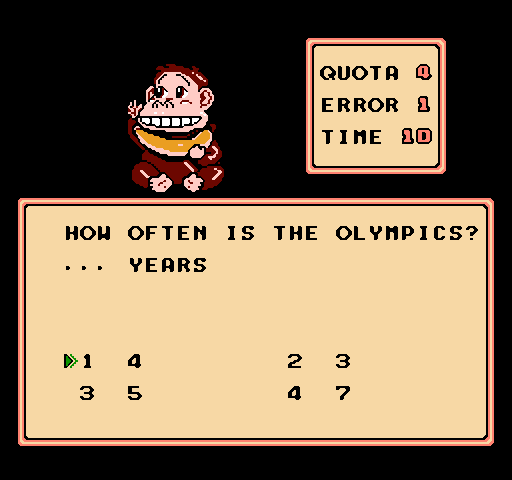 QUOTA 4
ERROR 1
TIME 10
HOW OFTEN IS THE OLYMPICS?
... YEARS
1 4 2 3
3 5 4 7